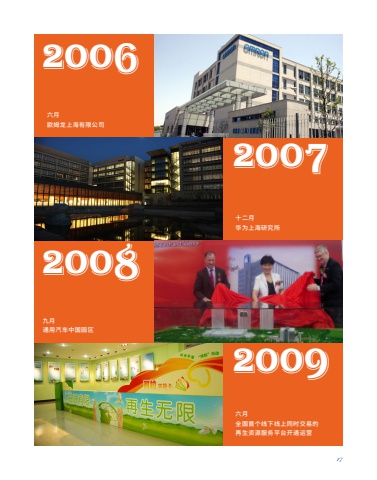 2006
六月
欧姆龙上海有限公司
OMRON
2007
十二月
华为上海研究所
2008
九月
通用汽车中国园区
2009
六月
全国首个线下线上同时交易的
再生资源服务平台开通运营
再生无限
47